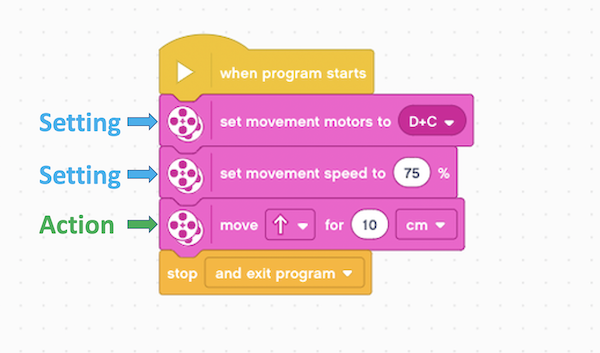 when program starts
Setting set movement motors to D+C
Setting set movement speed to 75 %
Action move for 10 cm
stop and exit program